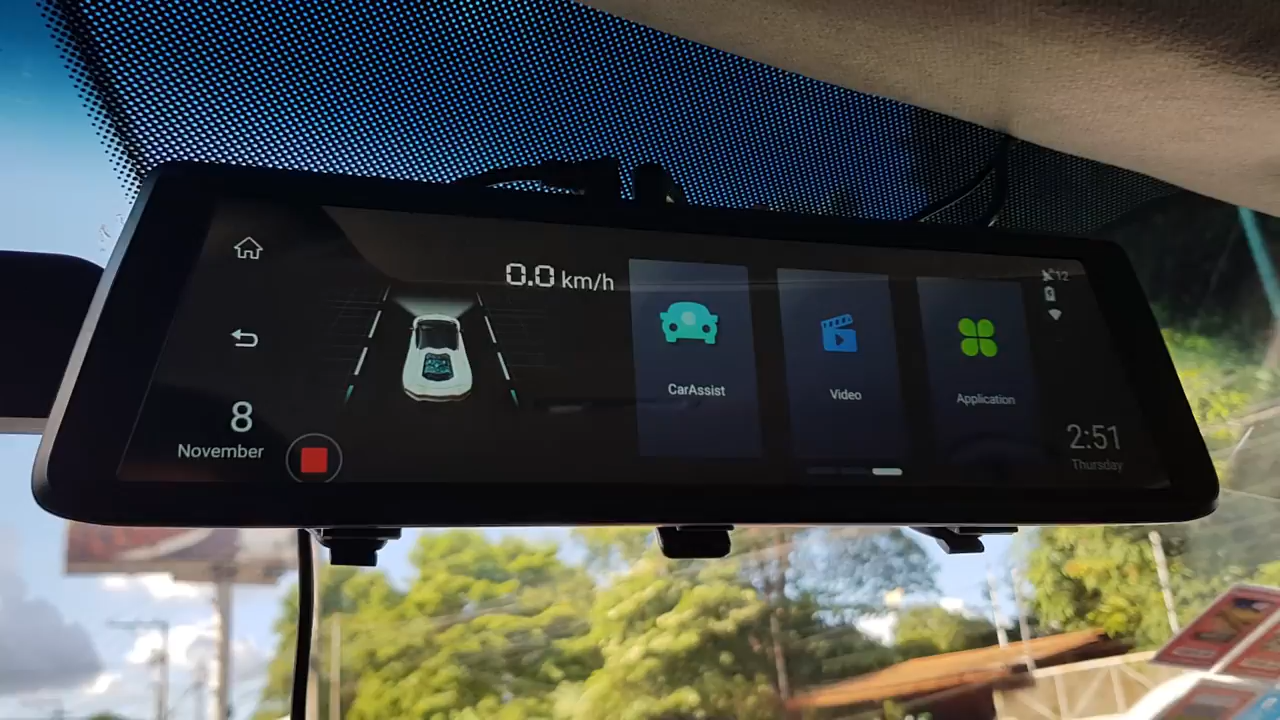 0.0 km/h
CarAssist
Video
Application
12
8
November
2:51
Thursday